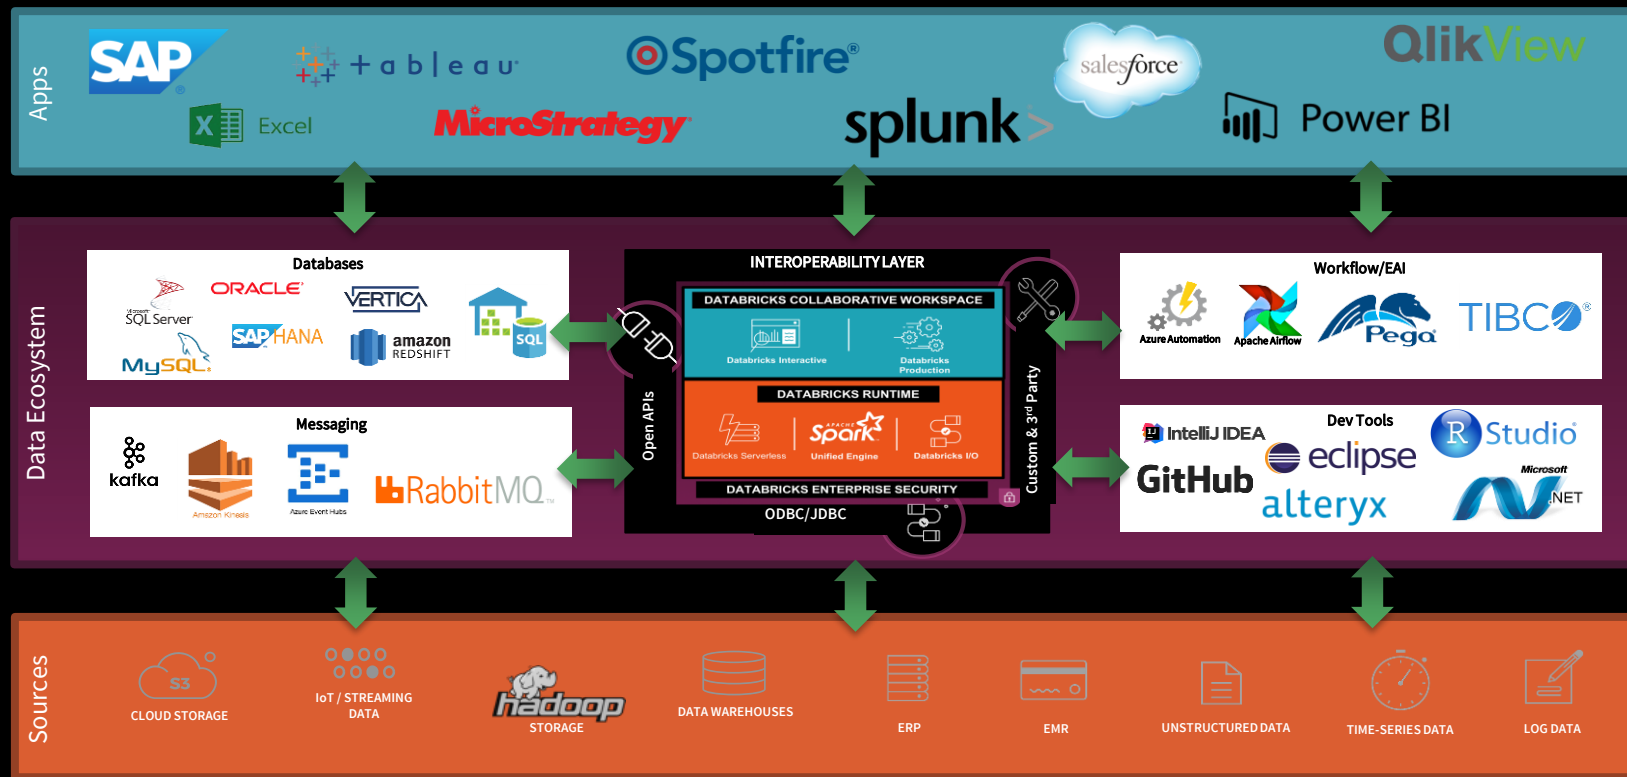 Apps
SAP
+ a b | e a u
Spotfire®
salesforce
QlikView
Excel
MicroStrategy
splunk>
Power BI
Data Ecosystem
Databases
Microsoft
SQL Server
ORACLE
VERTICA
SQL
MySQL
SAP HANA
amazon
REDSHIFT
Messaging
kafka
Amazon Kinesis
Azure Event Hubs
RabbitMQ
INTEROPERABILITY LAYER
DATABRICKS COLLABORATIVE WORKSPACE
Databricks Interactive
Databricks
Production
DATABRICKS RUNTIME
Databricks Serverless
APACHE
Spark
Unified Engine
Databricks I/O
DATABRICKS ENTERPRISE SECURITY
ODBC/JDBC
Open APIs
Custom & 3rd Party
Workflow/EAI
Azure Automation
Apache Airflow
Pega
TIBCO®
Dev Tools
IJ IntelliJ IDEA
eclipse
R Studio
GitHub
alteryx
Microsoft
.NET
Sources
S3
CLOUD STORAGE
IoT / STREAMING
DATA
hadoop
STORAGE
DATA WAREHOUSES
ERP
EMR
UNSTRUCTURED DATA
TIME-SERIES DATA
LOG DATA